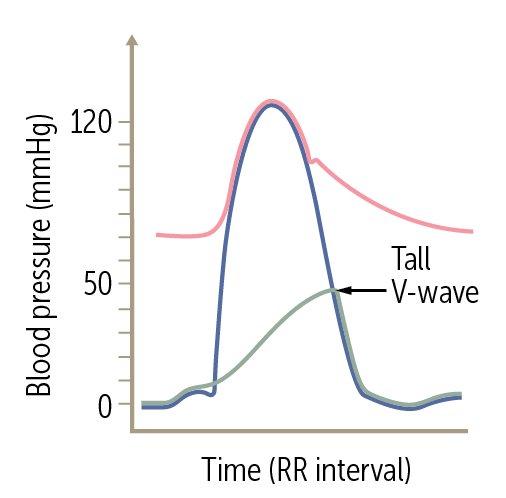 Blood pressure (mmHg)
120
50
0
Tall
V-wave
Time (RR interval)